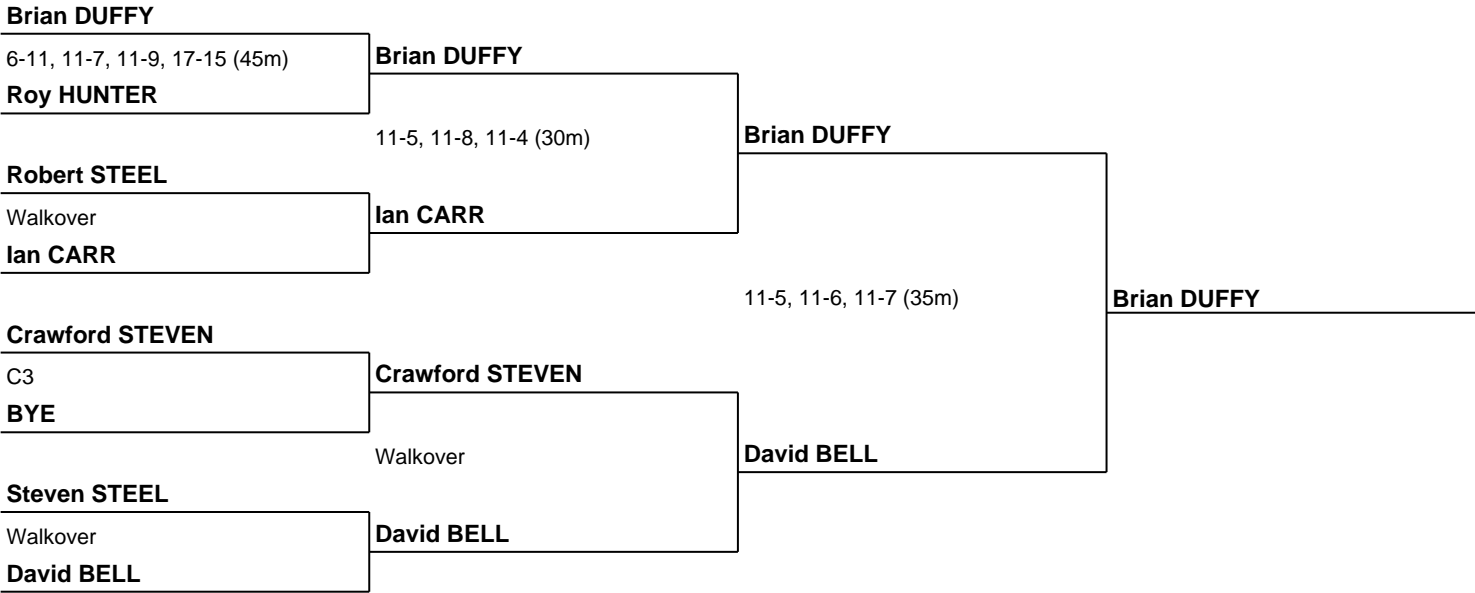 Brian DUFFY
6-11, 11-7, 11-9, 17-15 (45m)
Roy HUNTER
Robert STEEL
Walkover
Ian CARR
Crawford STEVEN
C3
BYE
Steven STEEL
Walkover
David BELL
Brian DUFFY
11-5, 11-8, 11-4 (30m)
Ian CARR
Crawford STEVEN
Walkover
David BELL
Brian DUFFY
11-5, 11-6, 11-7 (35m)
David BELL
Brian DUFFY